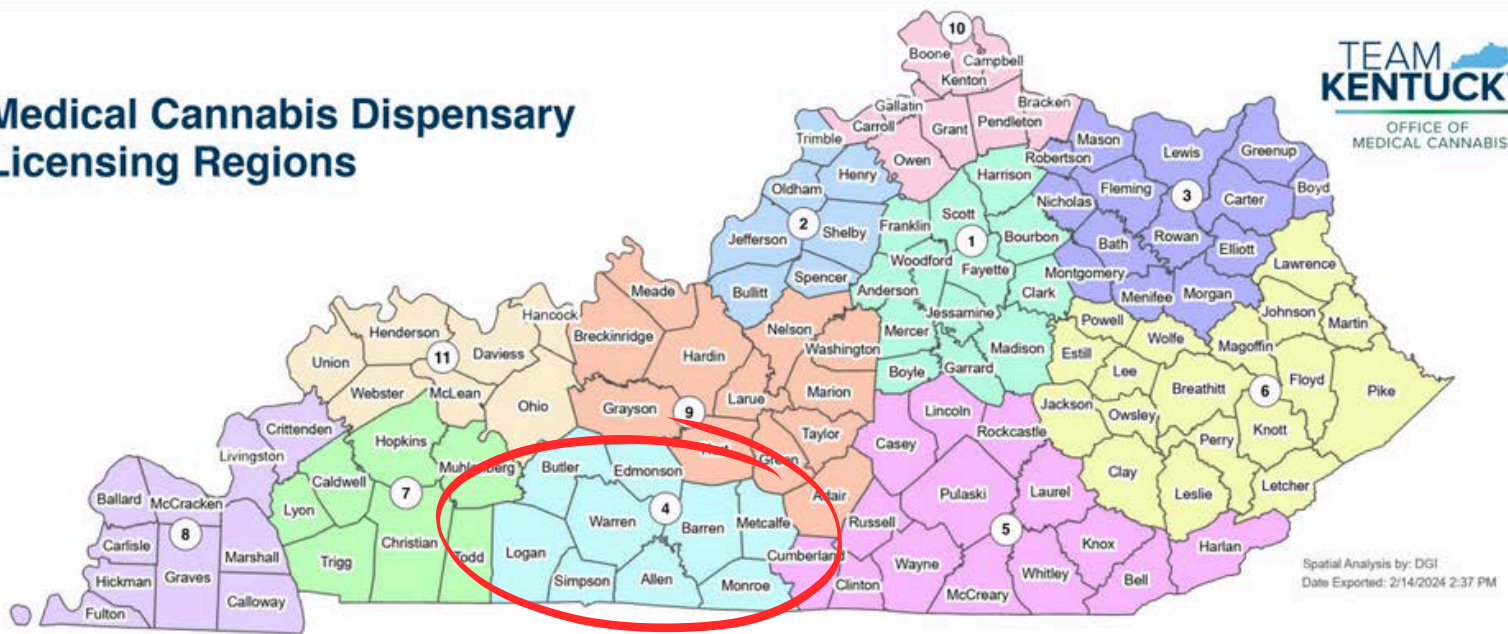 Medical Cannabis Dispensary
Licensing Regions
TEAM
KENTUCKY
OFFICE OF
MEDICAL CANNABIS
10
Boone
Campbell
Kenton
Gallatin
Bracken
Carroll
Grant
Pendleton
Owen
Trimble
Henry
Oldham
2
Jefferson
Shelby
Spencer
Bullitt
Harrison
Scott
Franklin
1
Bourbon
Woodford
Fayette
Anderson
Clark
Jessamine
Mercer
Madison
Boyle
Garrard
Mason
Robertson
Lewis
Greenup
Fleming
Boyd
3
Nicholas
Carter
Rowan
Bath
Elliott
Montgomery
Menifee
Morgan
Lawrence
Johnson
Martin
Powell
Wolfe
Magoffin
Estill
Lee
Floyd
Pike
Breathitt
6
Jackson
Owsley
Knott
Perry
Clay
Leslie
Letcher
Meade
Breckinridge
Nelson
Washington
Hardin
Marion
Larue
Grayson
9
Taylor
Hart
Green
Adair
Hancock
Henderson
11
Daviess
Union
Webster
McLean
Ohio
Crittenden
Livingston
Ballard
McCracken
8
Carlisle
Marshall
Hickman
Graves
Calloway
Fulton
Hopkins
Muhlenberg
Caldwell
7
Lyon
Christian
Trigg
Todd
Butler
Edmonson
4
Warren
Barren
Metcalfe
Logan
Simpson
Allen
Monroe
Lincoln
Rockcastle
Casey
Pulaski
Laurel
Russell
5
Cumberland
Wayne
Knox
Harlan
Clinton
Whitley
Bell
McCreary
Spatial Analysis by: DGI
Date Exported: 2/14/2024 2:37 PM